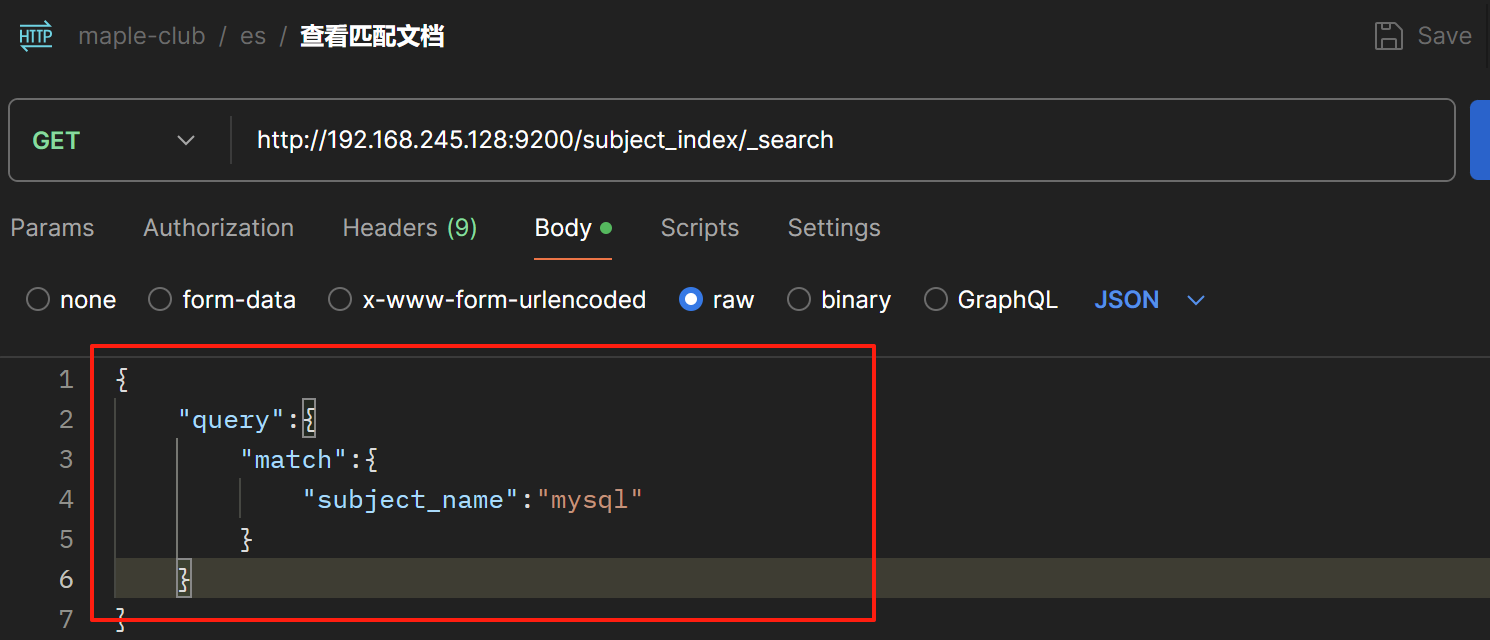 HTTP maple-club / es / 查看匹配文档 Save
GET http://192.168.245.128:9200/subject_index/_search
Params Authorization Headers (9) Body Scripts Settings
none form-data x-www-form-urlencoded raw binary GraphQL JSON
1 {
2 "query":{
3 "match":{
4 "subject_name":"mysql"
5 }
6 }
7 }